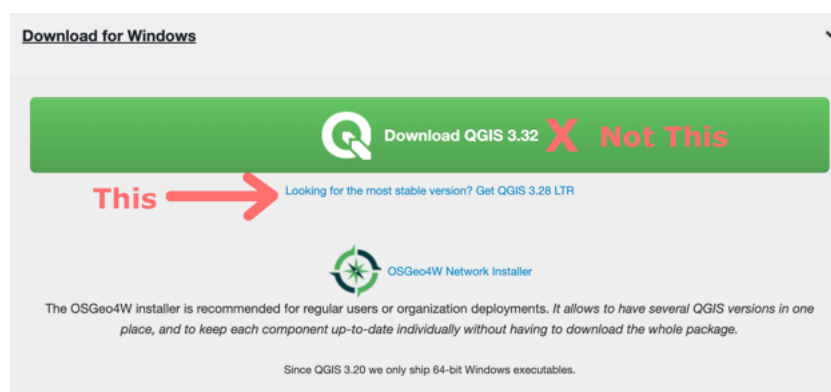 Download for Windows
Download QGIS 3.32 X Not This
This Looking for the most stable version? Get QGIS 3.28 LTR
OSGeo4W Network Installer
The OSGeo4W installer is recommended for regular users or organization deployments. It allows to have several QGIS versions in one
place, and to keep each component up-to-date individually without having to download the whole package.
Since QGIS 3.20 we only ship 64-bit Windows executables.